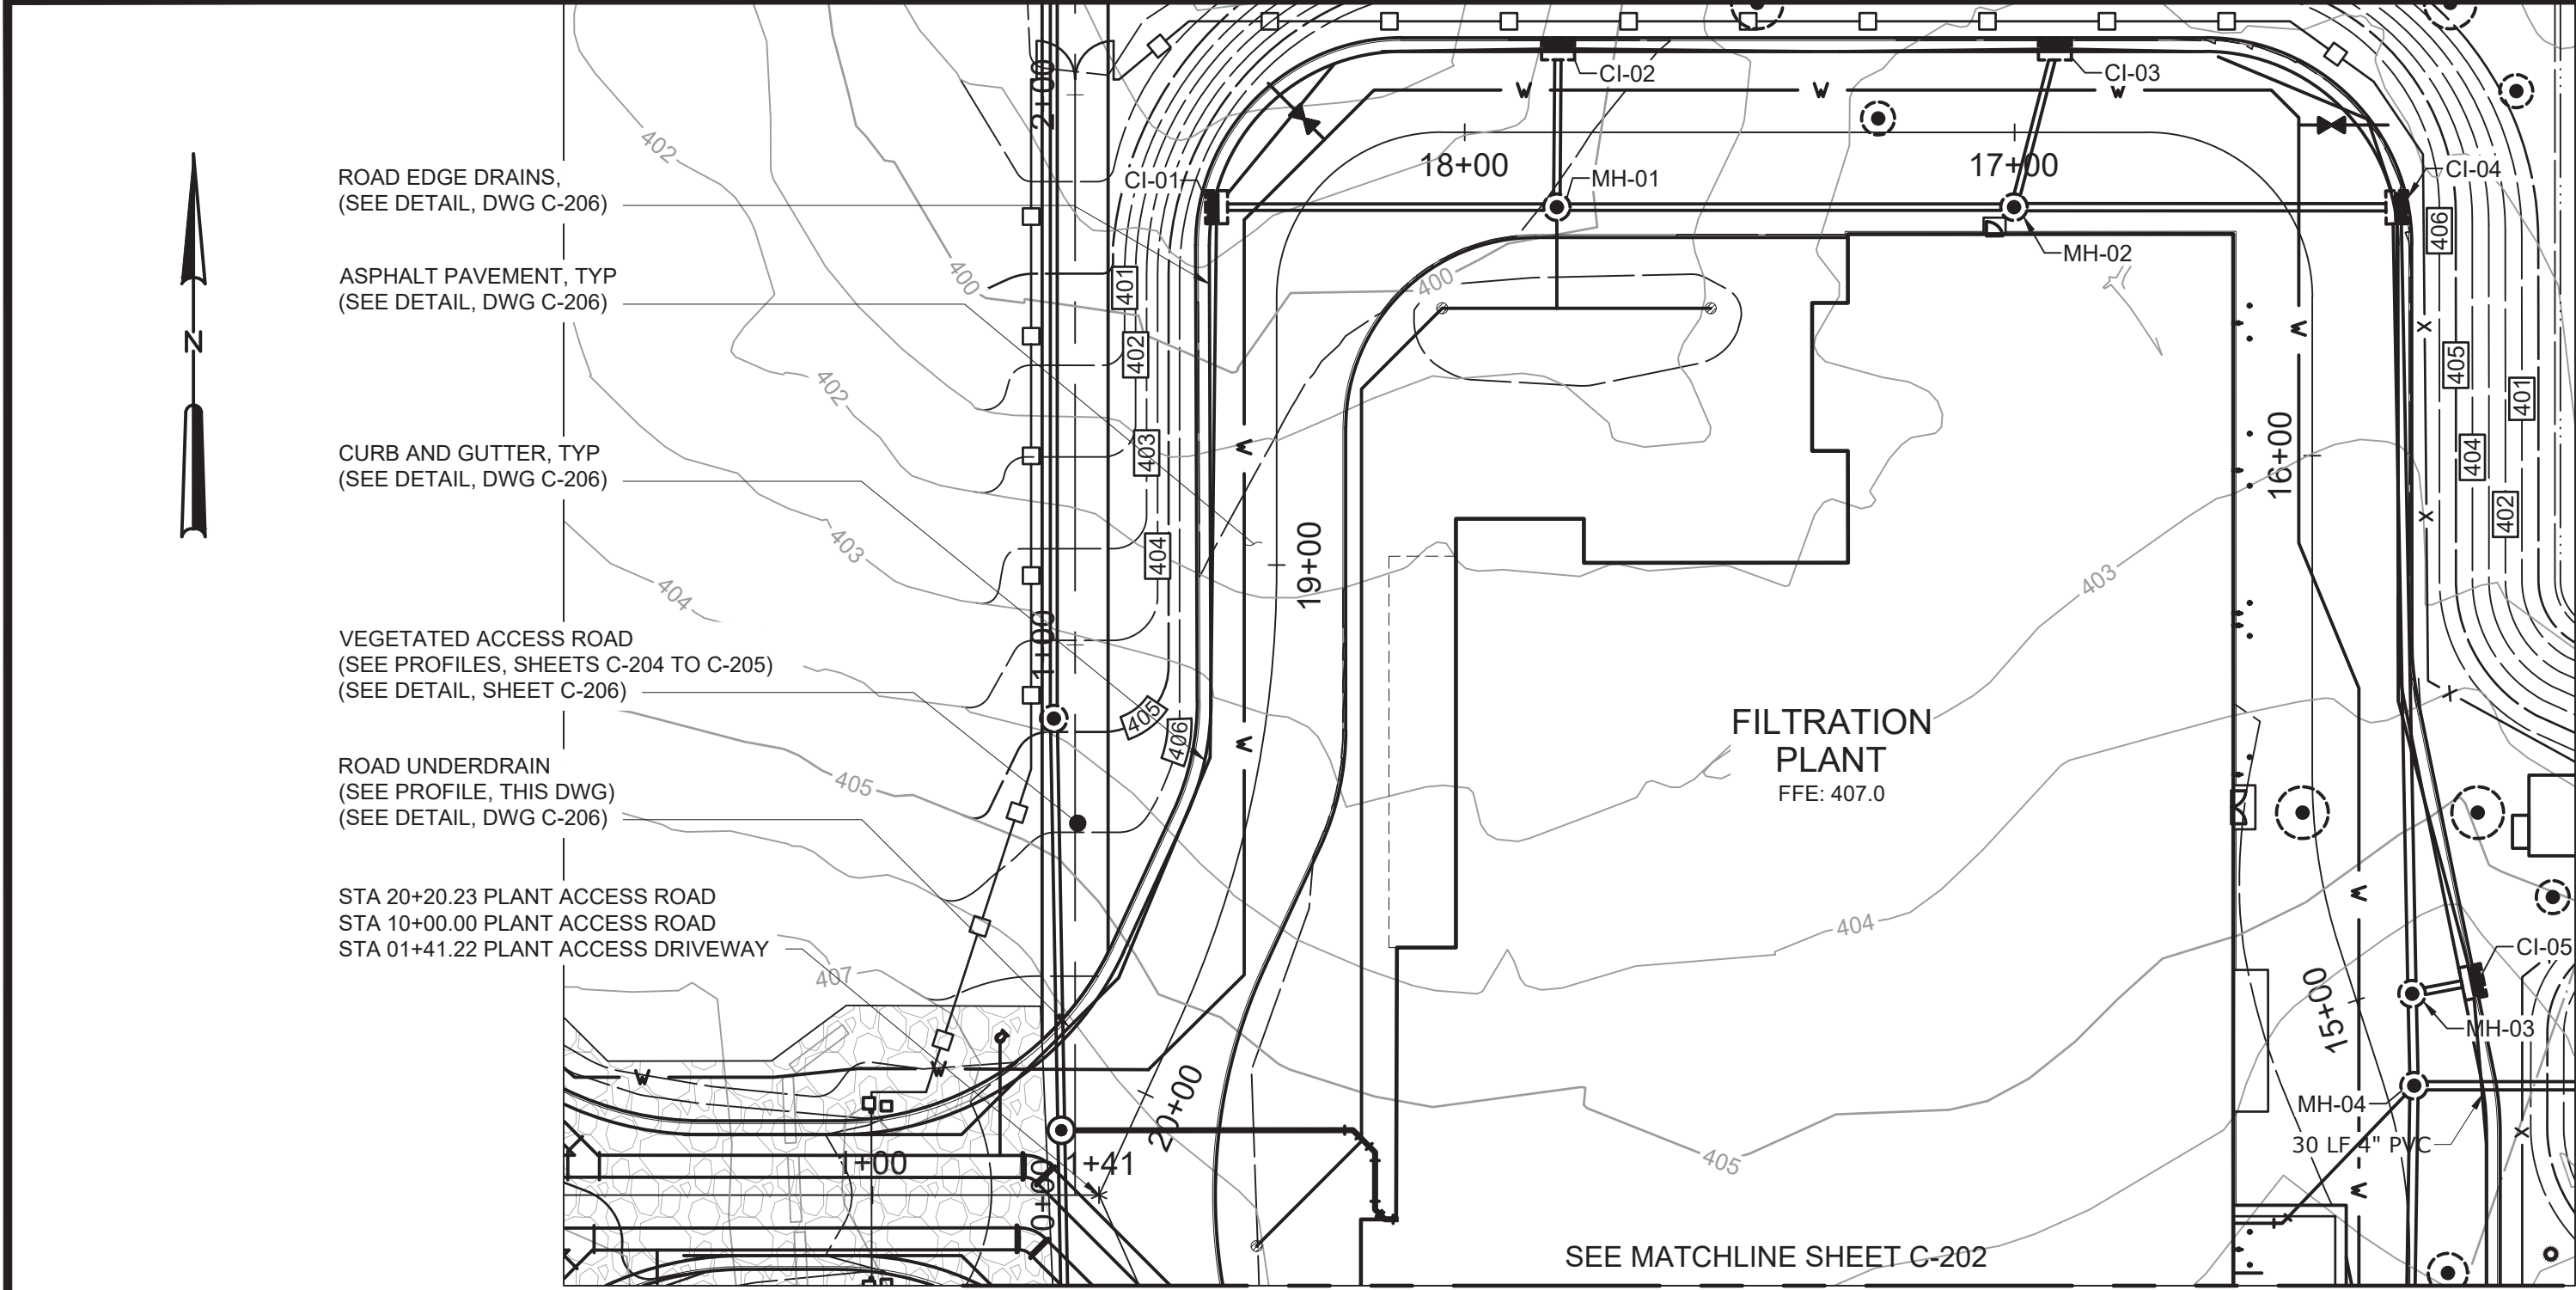 ROAD EDGE DRAINS,
(SEE DETAIL, DWG C-206)
ASPHALT PAVEMENT, TYP
(SEE DETAIL, DWG C-206)
CURB AND GUTTER, TYP
(SEE DETAIL, DWG C-206)
VEGETATED ACCESS ROAD
(SEE PROFILES, SHEETS C-204 TO C-205)
(SEE DETAIL, SHEET C-206)
ROAD UNDERDRAIN
(SEE PROFILE, THIS DWG)
(SEE DETAIL, DWG C-206)
STA 20+20.23 PLANT ACCESS ROAD
STA 10+00.00 PLANT ACCESS ROAD
STA 01+41.22 PLANT ACCESS DRIVEWAY
N
402
400
402
403
404
405
407
2+00
1+00
0+00
1+00
1+41
401
402
403
404
405
406
CI-01
CI-02
CI-03
CI-04
18+00
17+00
MH-01
MH-02
W
W
W
400
19+00
W
W
W
W
20+00
FILTRATION
PLANT
FFE: 407.0
403
404
405
16+00
W
406
405
404
401
402
X
X
X
X
15+00
W
W
CI-05
MH-03
MH-04
30 LF 4" PVC
SEE MATCHLINE SHEET C-202